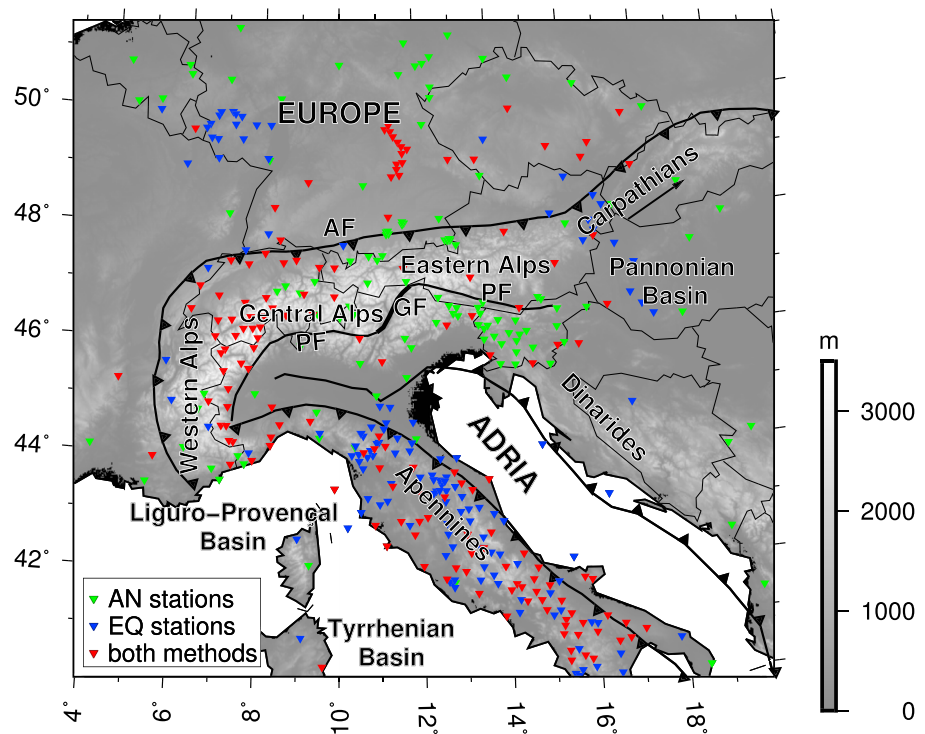 EUROPE
50°
48°
46°
44°
42°
AF
Carpathians
Eastern Alps
Pannonian
Basin
PF
GF
Central Alps
PF
Western Alps
Dinarides
ADRIA
Apennines
Liguro-Provençal
Basin
Tyrrhenian
Basin
AN stations
EQ stations
both methods
4°
6°
8°
10°
12°
14°
16°
18°
m
3000
2000
1000
0